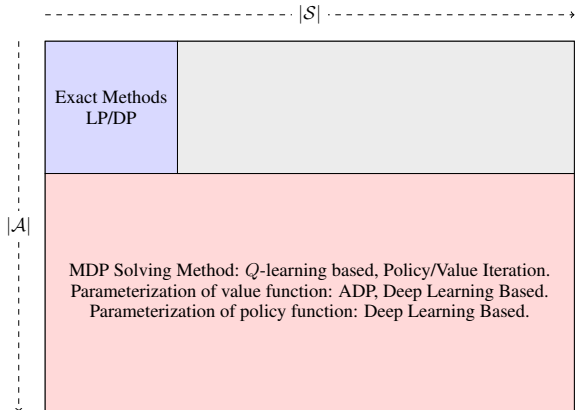 |𝒮|
Exact Methods
LP/DP
|𝒜|
MDP Solving Method: Q-learning based, Policy/Value Iteration.
Parameterization of value function: ADP, Deep Learning Based.
Parameterization of policy function: Deep Learning Based.